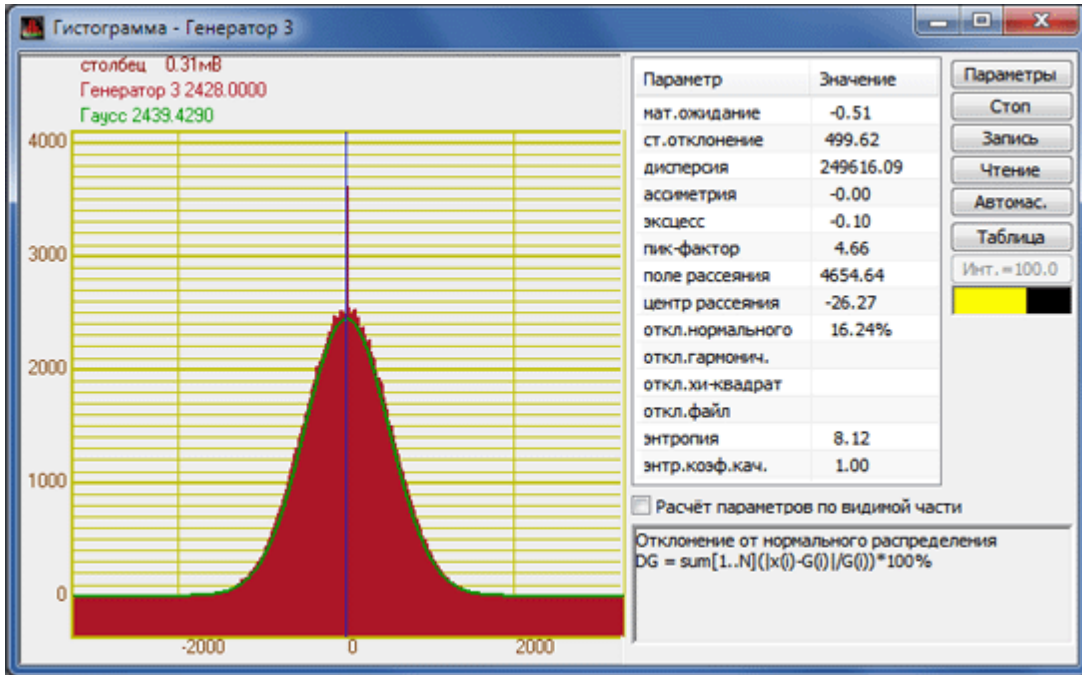 Гистограмма - Генератор 3
столбец 0.31мВ
Генератор 3 2428.0000
Гаусс 2439.4290
4000
3000
2000
1000
0
-2000 0 2000
Параметр Значение
мат.ожидание -0.51
ст.отклонение 499.62
дисперсия 249616.09
ассиметрия -0.00
эксцесс -0.10
пик-фактор 4.66
поле рассеяния 4654.64
центр рассеяния -26.27
откл.нормального 16.24%
откл.гармонич.
откл.хи-квадрат
откл.файл
энтропия 8.12
энтр.коэф.кач. 1.00
Расчёт параметров по видимой части
Отклонение от нормального распределения
DG = sum[1..N](|x(i)-G(i)|/G(i))*100%
Параметры
Стоп
Запись
Чтение
Автомас.
Таблица
Инт.=100.0